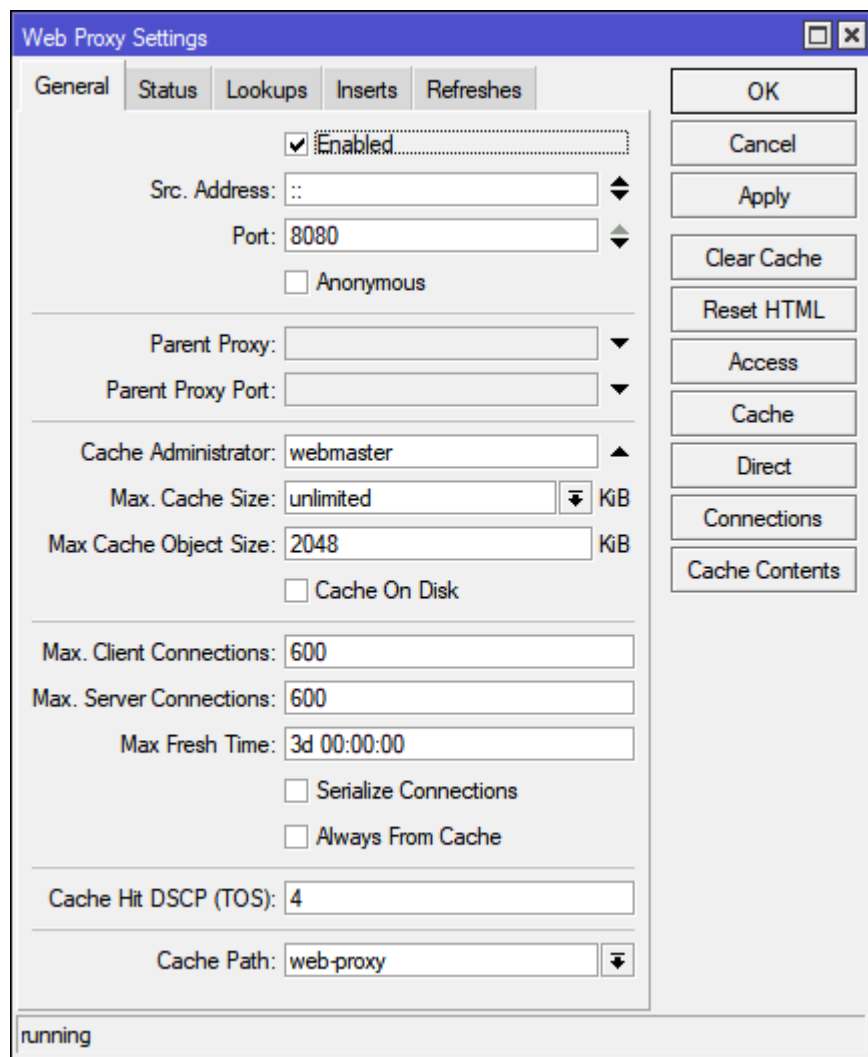 Web Proxy Settings
General Status Lookups Inserts Refreshes
Enabled
Src. Address: ::
Port: 8080
Anonymous
Parent Proxy:
Parent Proxy Port:
Cache Administrator: webmaster
Max. Cache Size: unlimited KiB
Max Cache Object Size: 2048 KiB
Cache On Disk
Max. Client Connections: 600
Max. Server Connections: 600
Max Fresh Time: 3d 00:00:00
Serialize Connections
Always From Cache
Cache Hit DSCP (TOS): 4
Cache Path: web-proxy
OK
Cancel
Apply
Clear Cache
Reset HTML
Access
Cache
Direct
Connections
Cache Contents
running